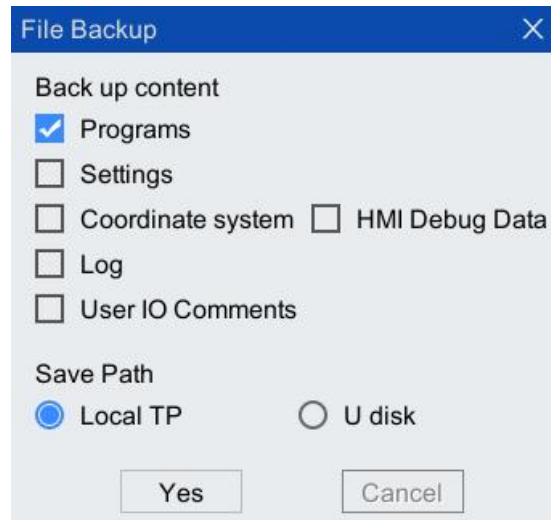 File Backup
Back up content
Programs
Settings
Coordinate system HMI Debug Data
Log
User IO Comments
Save Path
Local TP U disk
Yes Cancel